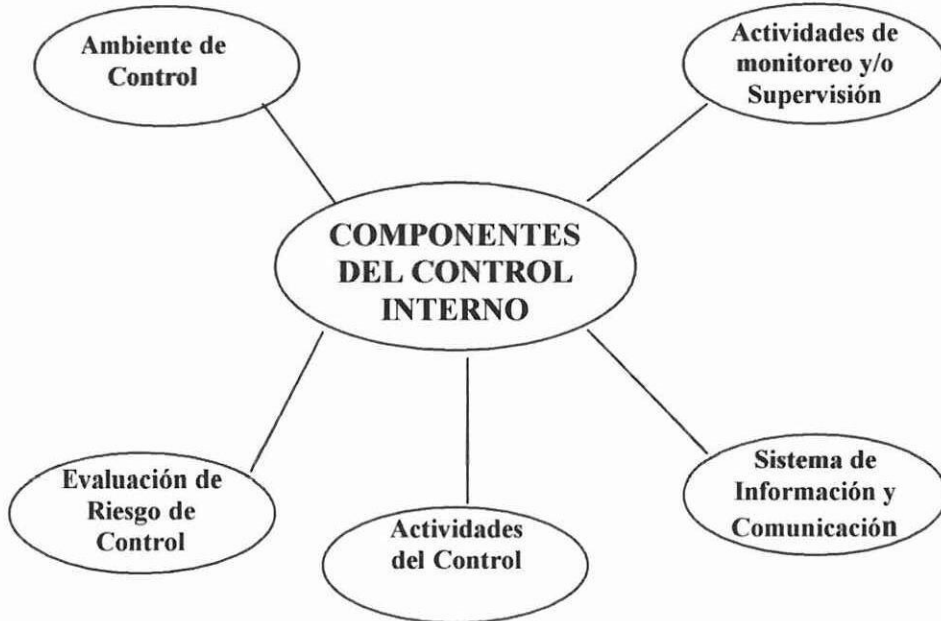 Ambiente de
Control
Actividades de
monitoreo y/o
Supervisión
COMPONENTES
DEL CONTROL
INTERNO
Evaluación de
Riesgo de
Control
Actividades
del Control
Sistema de
Información y
Comunicación